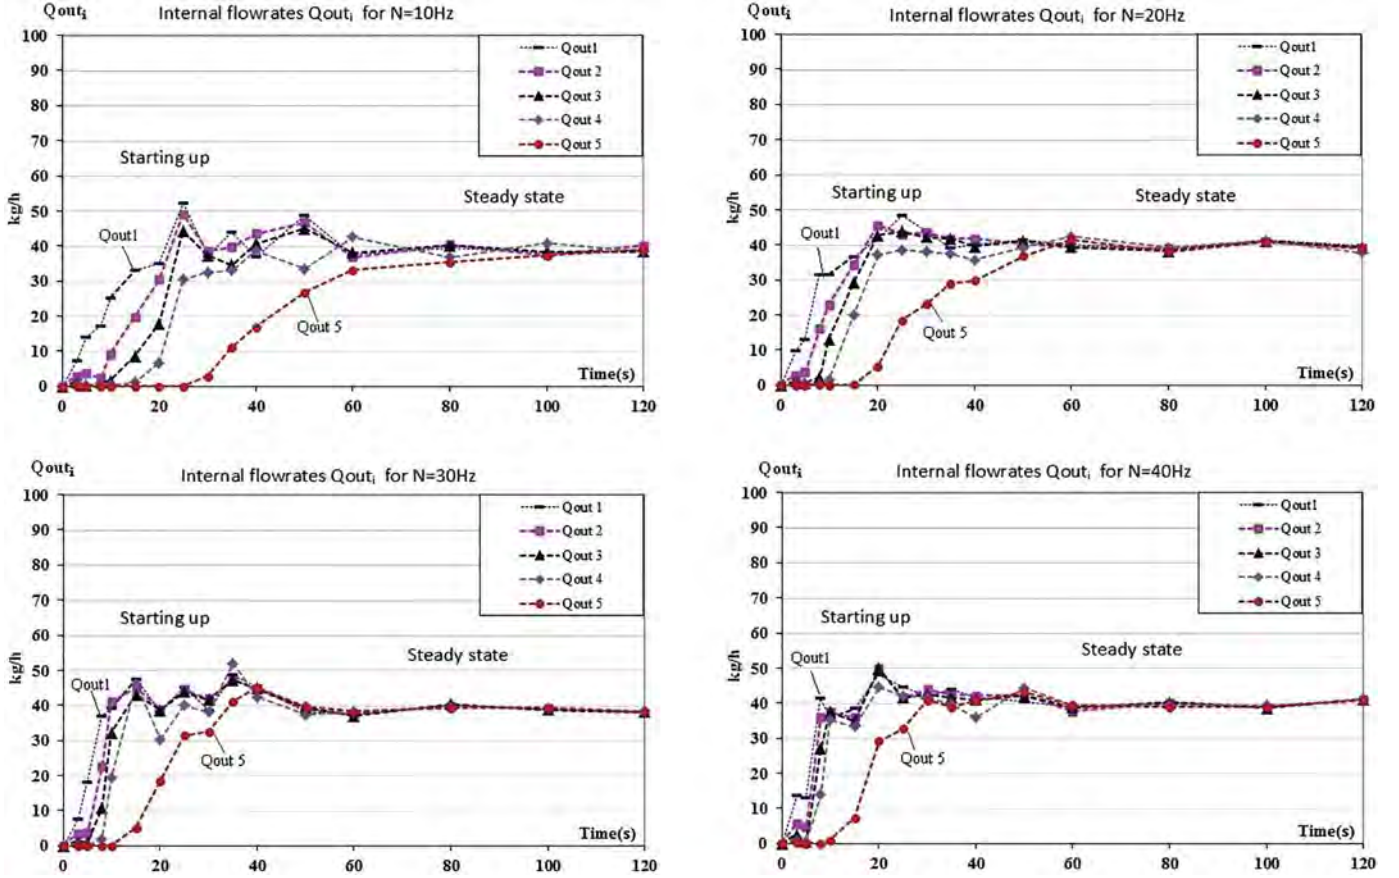 Qouti
Internal flowrates Qouti for N=10Hz
100
90
80
70
60
50
40
30
20
10
0
kg/h
Qout1
Qout 2
Qout 3
Qout 4
Qout 5
Starting up
Steady state
Qout1
Qout 5
Time(s)
0 20 40 60 80 100 120
Qouti
Internal flowrates Qouti for N=20Hz
100
90
80
70
60
50
40
30
20
10
0
kg/h
Qout1
Qout 2
Qout 3
Qout 4
Qout 5
Starting up
Steady state
Qout1
Qout 5
Time(s)
0 20 40 60 80 100 120
Qouti
Internal flowrates Qouti for N=30Hz
100
90
80
70
60
50
40
30
20
10
0
kg/h
Qout 1
Qout 2
Qout 3
Qout 4
Qout 5
Starting up
Steady state
Qout1
Qout 5
Time(s)
0 20 40 60 80 100 120
Qouti
Internal flowrates Qouti for N=40Hz
100
90
80
70
60
50
40
30
20
10
0
kg/h
Qout1
Qout 2
Qout 3
Qout 4
Qout 5
Starting up
Steady state
Qout1
Qout 5
Time(s)
0 20 40 60 80 100 120